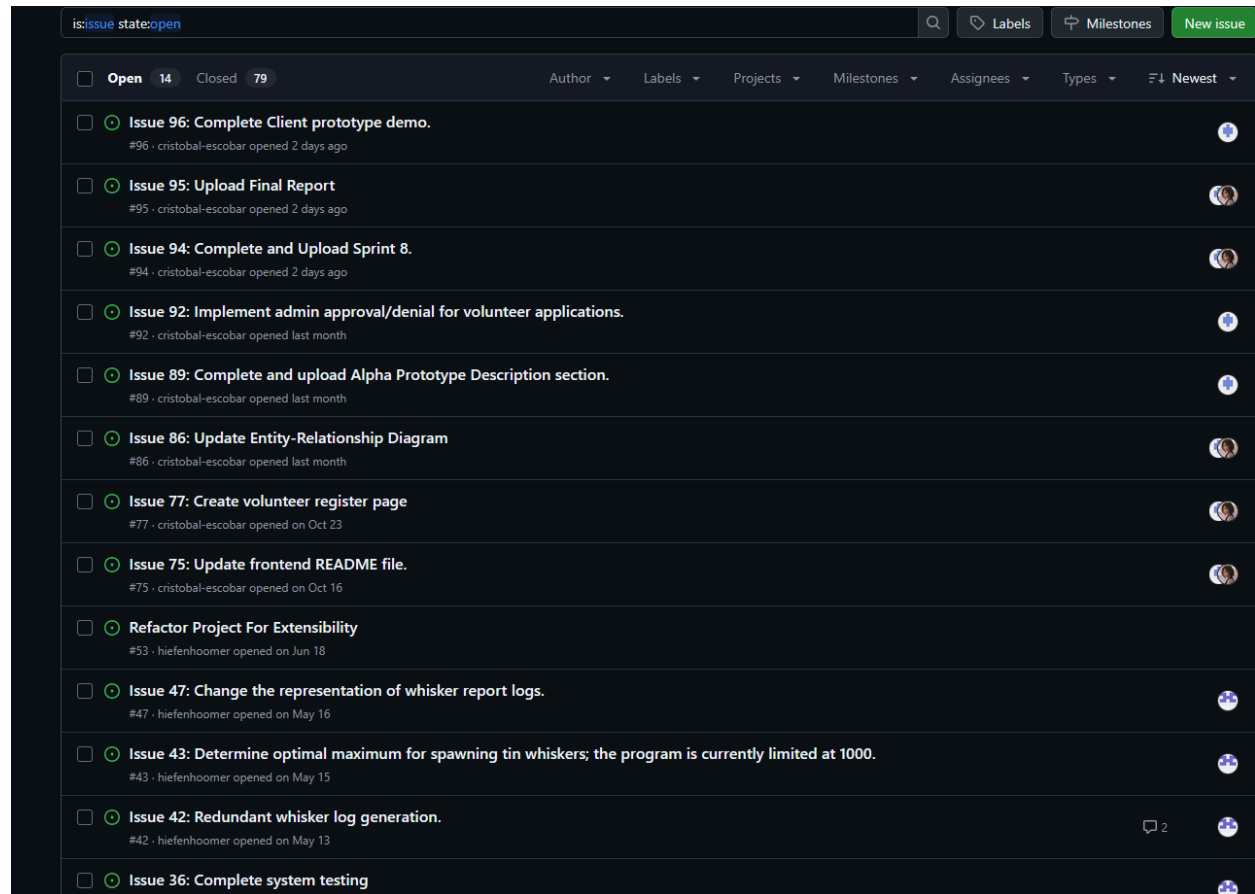 is:issue state:open
Labels
Milestones
New issue
Open 14 Closed 79 Author Labels Projects Milestones Assignees Types Newest
Issue 96: Complete Client prototype demo.
#96 · cristobal-escobar opened 2 days ago
Issue 95: Upload Final Report
#95 · cristobal-escobar opened 2 days ago
Issue 94: Complete and Upload Sprint 8.
#94 · cristobal-escobar opened 2 days ago
Issue 92: Implement admin approval/denial for volunteer applications.
#92 · cristobal-escobar opened last month
Issue 89: Complete and upload Alpha Prototype Description section.
#89 · cristobal-escobar opened last month
Issue 86: Update Entity-Relationship Diagram
#86 · cristobal-escobar opened last month
Issue 77: Create volunteer register page
#77 · cristobal-escobar opened on Oct 23
Issue 75: Update frontend README file.
#75 · cristobal-escobar opened on Oct 16
Refactor Project For Extensibility
#53 · hiefenhoomer opened on Jun 18
Issue 47: Change the representation of whisker report logs.
#47 · hiefenhoomer opened on May 16
Issue 43: Determine optimal maximum for spawning tin whiskers; the program is currently limited at 1000.
#43 · hiefenhoomer opened on May 15
Issue 42: Redundant whisker log generation.
2
#42 · hiefenhoomer opened on May 13
Issue 36: Complete system testing